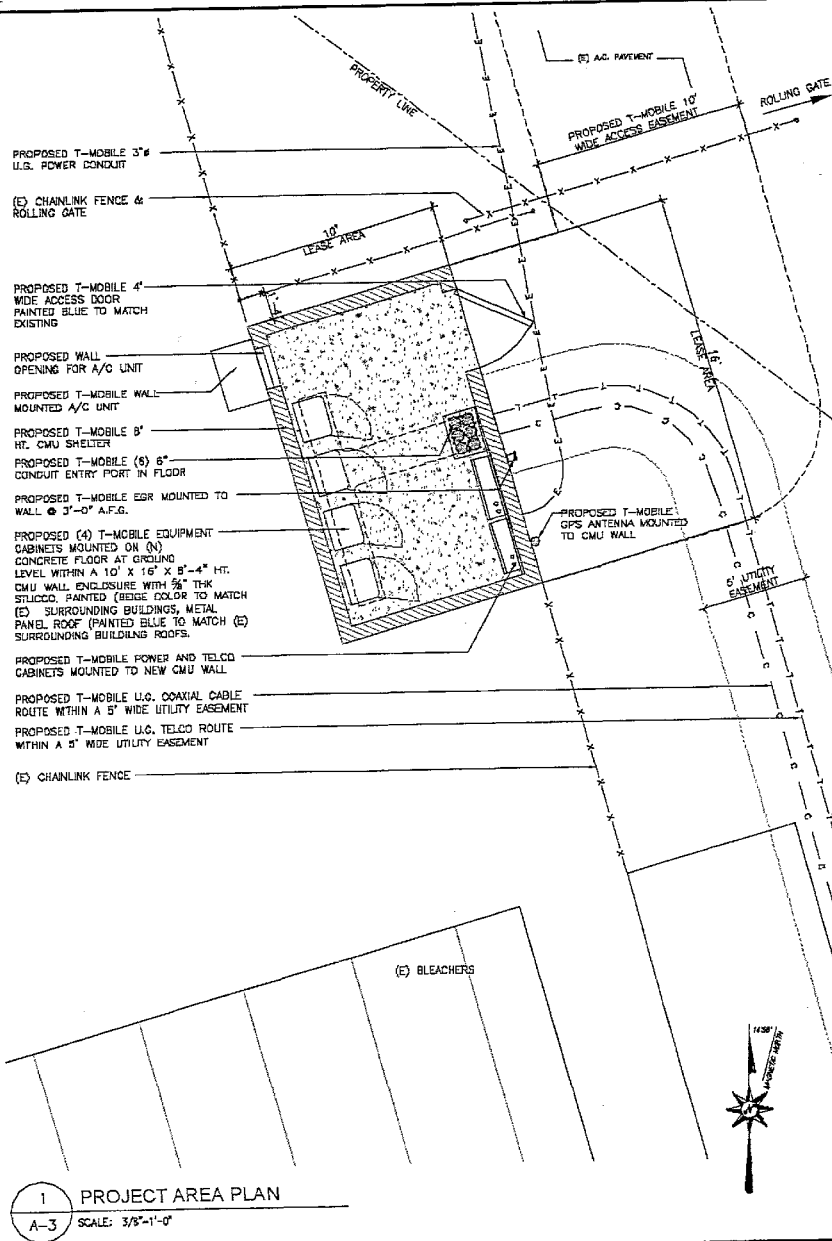 (E) A.C. PAVEMENT
PROPERTY LINE
ROLLING GATE
PROPOSED T-MOBILE 10'
WIDE ACCESS EASEMENT
PROPOSED T-MOBILE 3"ø
U.G. POWER CONDUIT
(E) CHAINLINK FENCE &
ROLLING GATE
10'
LEASE AREA
PROPOSED T-MOBILE 4'
WIDE ACCESS DOOR
PAINTED BLUE TO MATCH
EXISTING
16'
LEASE AREA
PROPOSED WALL
OPENING FOR A/C UNIT
PROPOSED T-MOBILE WALL
MOUNTED A/C UNIT
PROPOSED T-MOBILE 8'
HT. CMU SHELTER
PROPOSED T-MOBILE (6) 6"
CONDUIT ENTRY PORT IN FLOOR
PROPOSED T-MOBILE EGR MOUNTED TO
WALL @ 3'-0" A.F.G.
PROPOSED T-MOBILE
GPS ANTENNA MOUNTED
TO CMU WALL
PROPOSED (4) T-MOBILE EQUIPMENT
CABINETS MOUNTED ON (N)
CONCRETE FLOOR AT GROUND
LEVEL WITHIN A 10' X 16' X 8'-4" HT.
CMU WALL ENCLOSURE WITH ⅝" THK
STUCCO, PAINTED (BEIGE COLOR TO MATCH
(E) SURROUNDING BUILDINGS, METAL
PANEL ROOF (PAINTED BLUE TO MATCH (E)
SURROUNDING BUILDING ROOFS.
5' UTILITY
EASEMENT
PROPOSED T-MOBILE POWER AND TELCO
CABINETS MOUNTED TO NEW CMU WALL
PROPOSED T-MOBILE U.G. COAXIAL CABLE
ROUTE WITHIN A 5' WIDE UTILITY EASEMENT
PROPOSED T-MOBILE U.G. TELCO ROUTE
WITHIN A 5' WIDE UTILITY EASEMENT
(E) CHAINLINK FENCE
(E) BLEACHERS
MAGNETIC NORTH
1
A-3
PROJECT AREA PLAN
SCALE: 3/8"-1'-0"